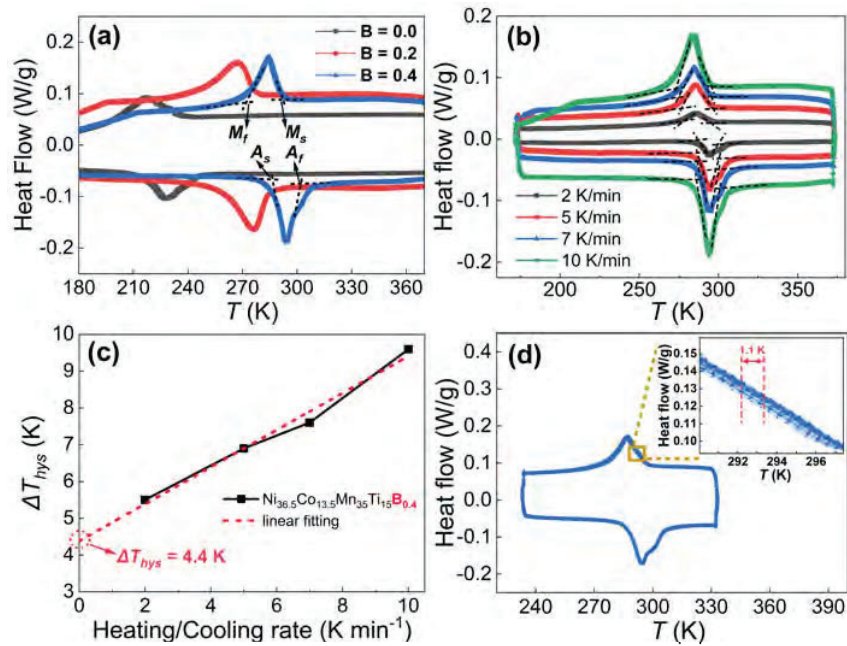 (a)
B = 0.0
B = 0.2
B = 0.4
0.2
0.1
0.0
-0.1
-0.2
Heat Flow (W/g)
Mf
Ms
As
Af
180 210 240 270 300 330 360
T (K)
(b)
0.2
0.1
0.0
-0.1
-0.2
Heat flow (W/g)
2 K/min
5 K/min
7 K/min
10 K/min
200 250 300 350
T (K)
(c)
10
9
8
7
6
5
4
3
ΔThys (K)
Ni36.5Co13.5Mn35Ti15B0.4
linear fitting
ΔThys = 4.4 K
0 2 4 6 8 10
Heating/Cooling rate (K min-1)
(d)
0.4
0.3
0.2
0.1
0.0
-0.1
-0.2
Heat flow (W/g)
240 270 300 330 360 390
T (K)
1.1 K
0.15
0.14
0.13
0.12
0.11
0.10
Heat flow (W/g)
292 294 296
T (K)